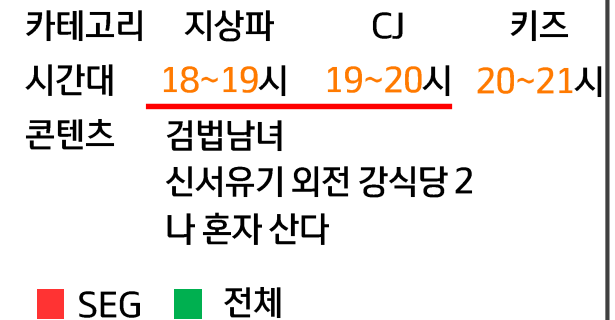 카테고리 지상파 CJ 키즈
시간대 18~19시 19~20시 20~21시
콘텐츠 검법남녀
신서유기 외전 강식당 2
나 혼자 산다
SEG 전체